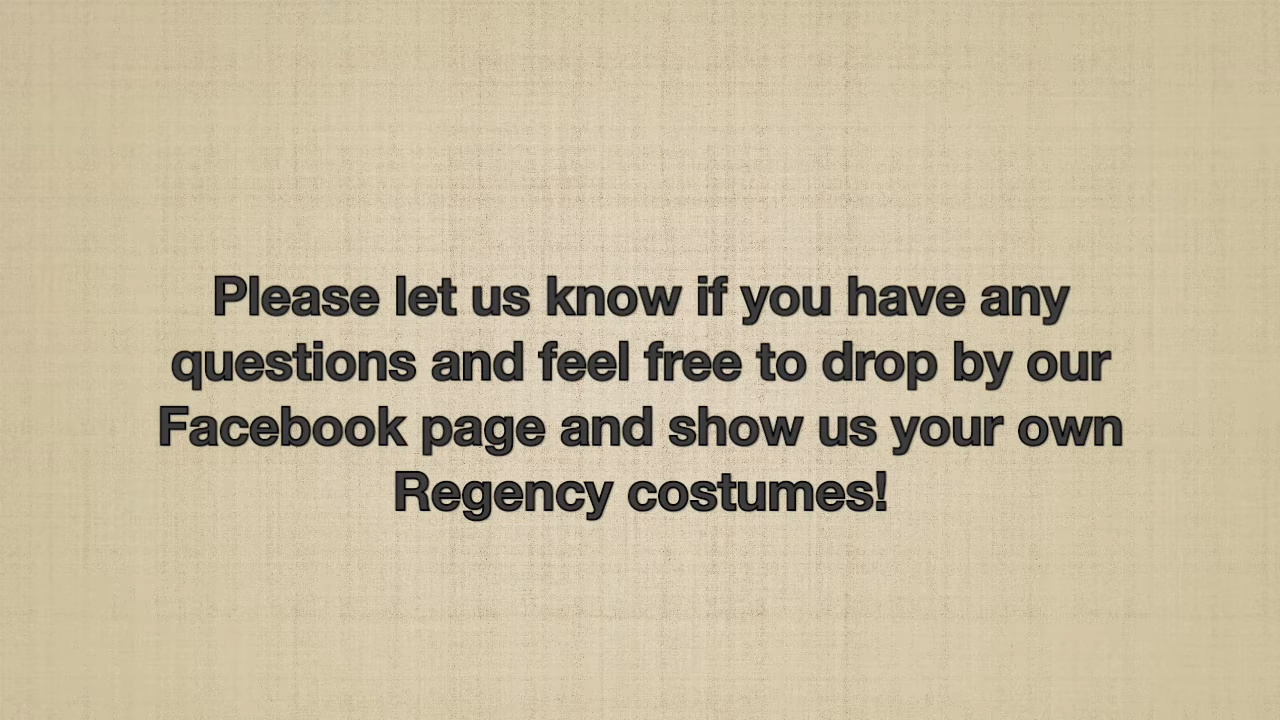 Please let us know if you have any
questions and feel free to drop by our
Facebook page and show us your own
Regency costumes!